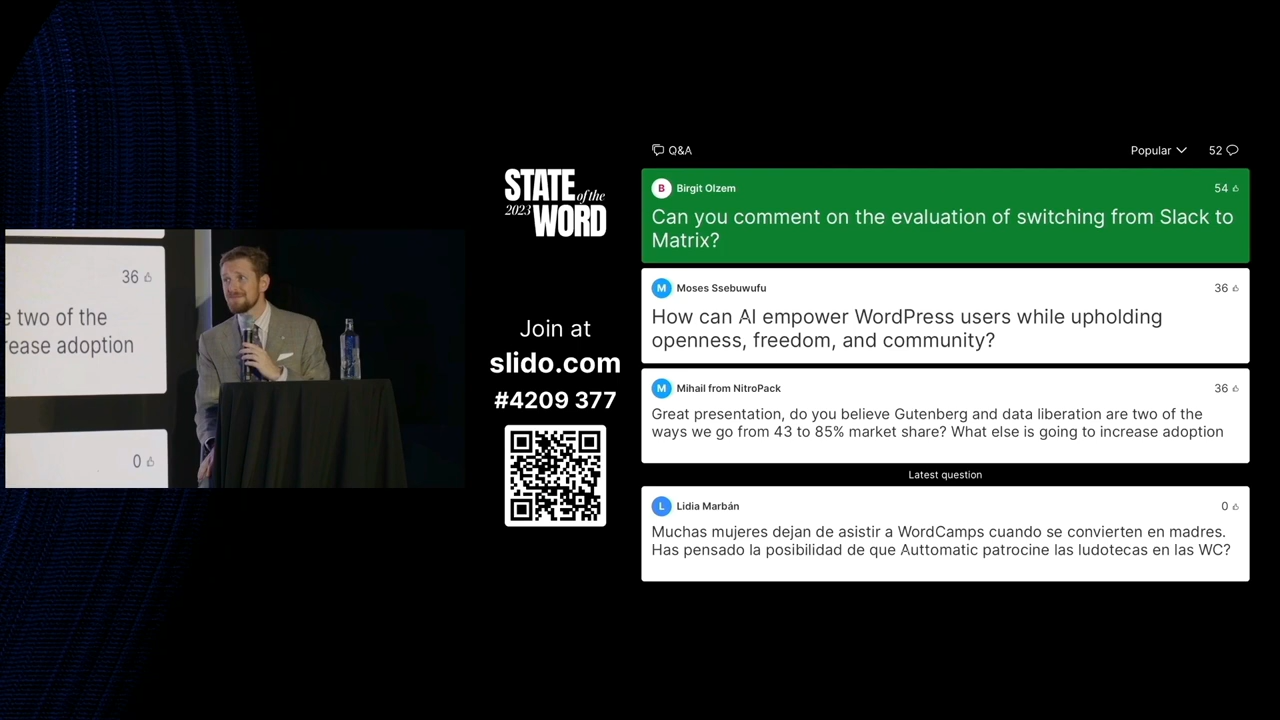 36
e two of the
rease adoption
0
STATE of the
2023 WORD
Join at
slido.com
#4209 377
Q&A
Popular
52
B Birgit Olzem
54
Can you comment on the evaluation of switching from Slack to
Matrix?
M Moses Ssebuwufu
36
How can AI empower WordPress users while upholding
openness, freedom, and community?
M Mihail from NitroPack
36
Great presentation, do you believe Gutenberg and data liberation are two of the
ways we go from 43 to 85% market share? What else is going to increase adoption
Latest question
L Lidia Marbán
0
Muchas mujeres dejan de asistir a WordCamps cuando se convierten en madres.
Has pensado la posibilidad de que Auttomatic patrocine las ludotecas en las WC?